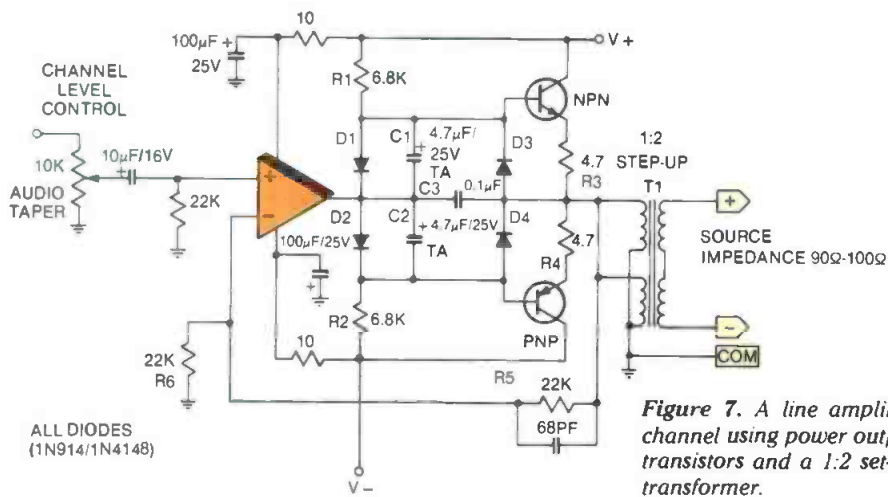 100µF
25V
10
V +
CHANNEL
LEVEL
CONTROL
R1
6.8K
NPN
D1
C1
4.7µF/
25V
TA
D3
4.7
R3
1:2
STEP-UP
T1
10µF/16V
10K
AUDIO
TAPER
22K
C3
0.1µF
+
−
D2
C2
4.7µF/25V
TA
D4
4.7
R4
+
SOURCE
IMPEDANCE 90Ω-100Ω
−
100µF/25V
R2
6.8K
PNP
COM
22K
R6
10
R5
22K
68PF
ALL DIODES
(1N914/1N4148)
V −
Figure 7. A line amplif
channel using power outp
transistors and a 1:2 set-
transformer.